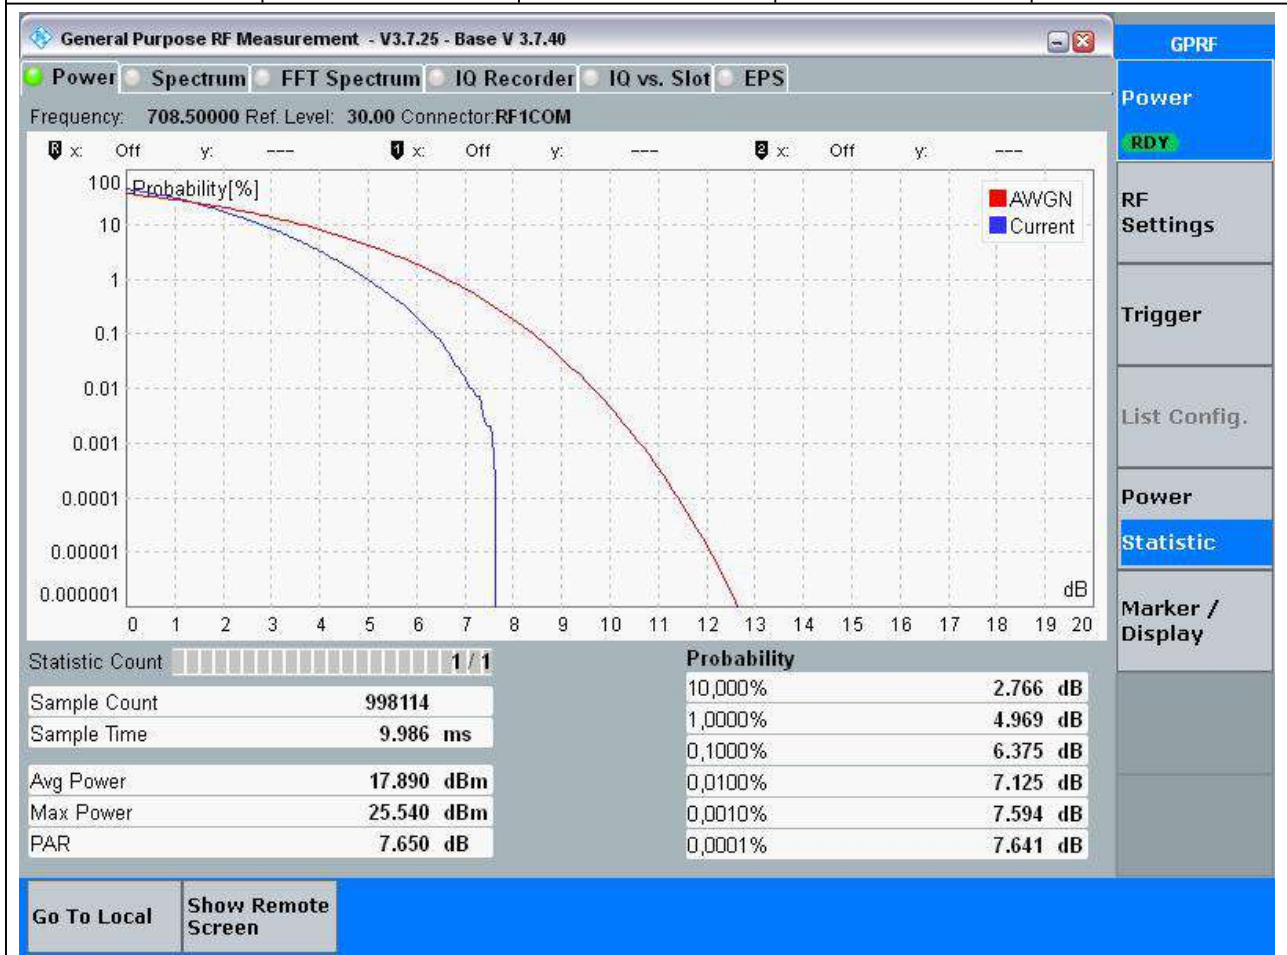 General Purpose RF Measurement - V3.7.25 - Base V 3.7.40
Power Spectrum FFT Spectrum IQ Recorder IQ vs. Slot EPS
Frequency: 708.50000 Ref. Level: 30.00 Connector:RF1COM
R x: Off y: --- 1 x: Off y: --- 2 x: Off y: ---
Probability[%]
AWGN
Current
100
10
1
0.1
0.01
0.001
0.0001
0.00001
0.000001
dB
0 1 2 3 4 5 6 7 8 9 10 11 12 13 14 15 16 17 18 19 20
Statistic Count 1 / 1
Sample Count 998114
Sample Time 9.986 ms
Avg Power 17.890 dBm
Max Power 25.540 dBm
PAR 7.650 dB
Probability
10,000% 2.766 dB
1,0000% 4.969 dB
0,1000% 6.375 dB
0,0100% 7.125 dB
0,0010% 7.594 dB
0,0001% 7.641 dB
GPRF
Power
RDY
RF
Settings
Trigger
List Config.
Power
Statistic
Marker /
Display
Go To Local
Show Remote
Screen